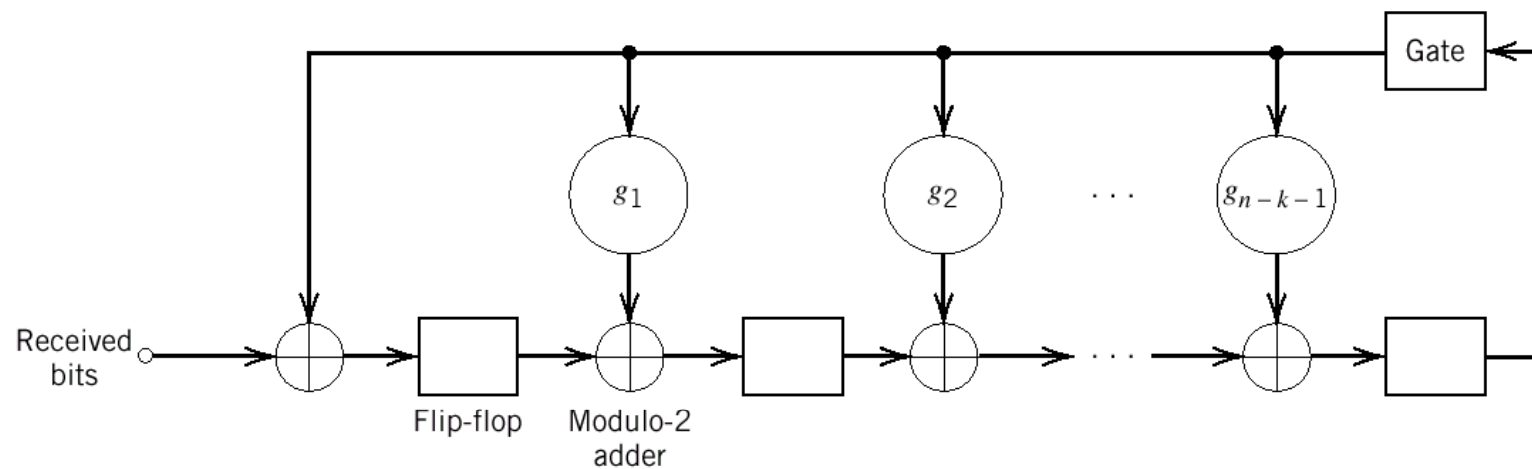 Gate
g1
g2
. . .
gn – k – 1
Received
bits
. . .
Flip-flop
Modulo-2
adder